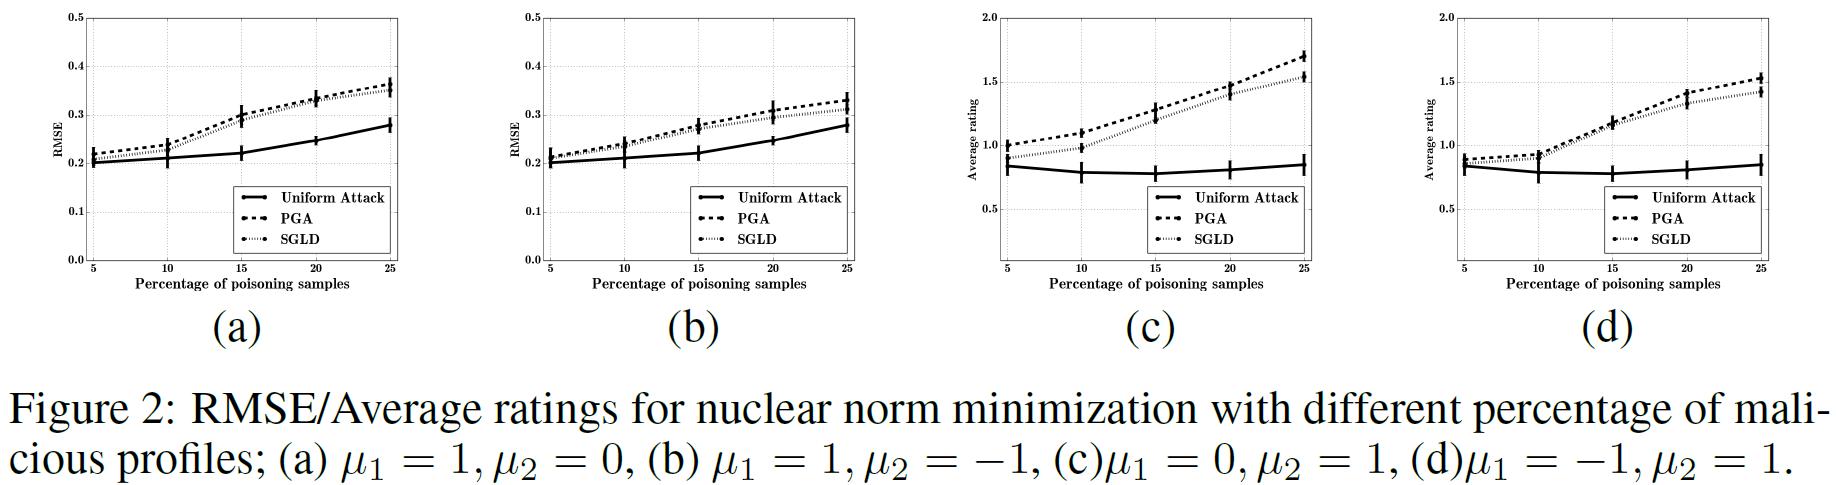 0.5
0.4
0.3
0.2
0.1
0.0
RMSE
5 10 15 20 25
Percentage of poisoning samples
Uniform Attack
PGA
SGLD
(a)
0.5
0.4
0.3
0.2
0.1
0.0
RMSE
5 10 15 20 25
Percentage of poisoning samples
Uniform Attack
PGA
SGLD
(b)
2.0
1.5
1.0
0.5
Average rating
5 10 15 20 25
Percentage of poisoning samples
Uniform Attack
PGA
SGLD
(c)
2.0
1.5
1.0
0.5
Average rating
5 10 15 20 25
Percentage of poisoning samples
Uniform Attack
PGA
SGLD
(d)
Figure 2: RMSE/Average ratings for nuclear norm minimization with different percentage of mali-
cious profiles; (a) μ₁ = 1, μ₂ = 0, (b) μ₁ = 1, μ₂ = −1, (c)μ₁ = 0, μ₂ = 1, (d)μ₁ = −1, μ₂ = 1.